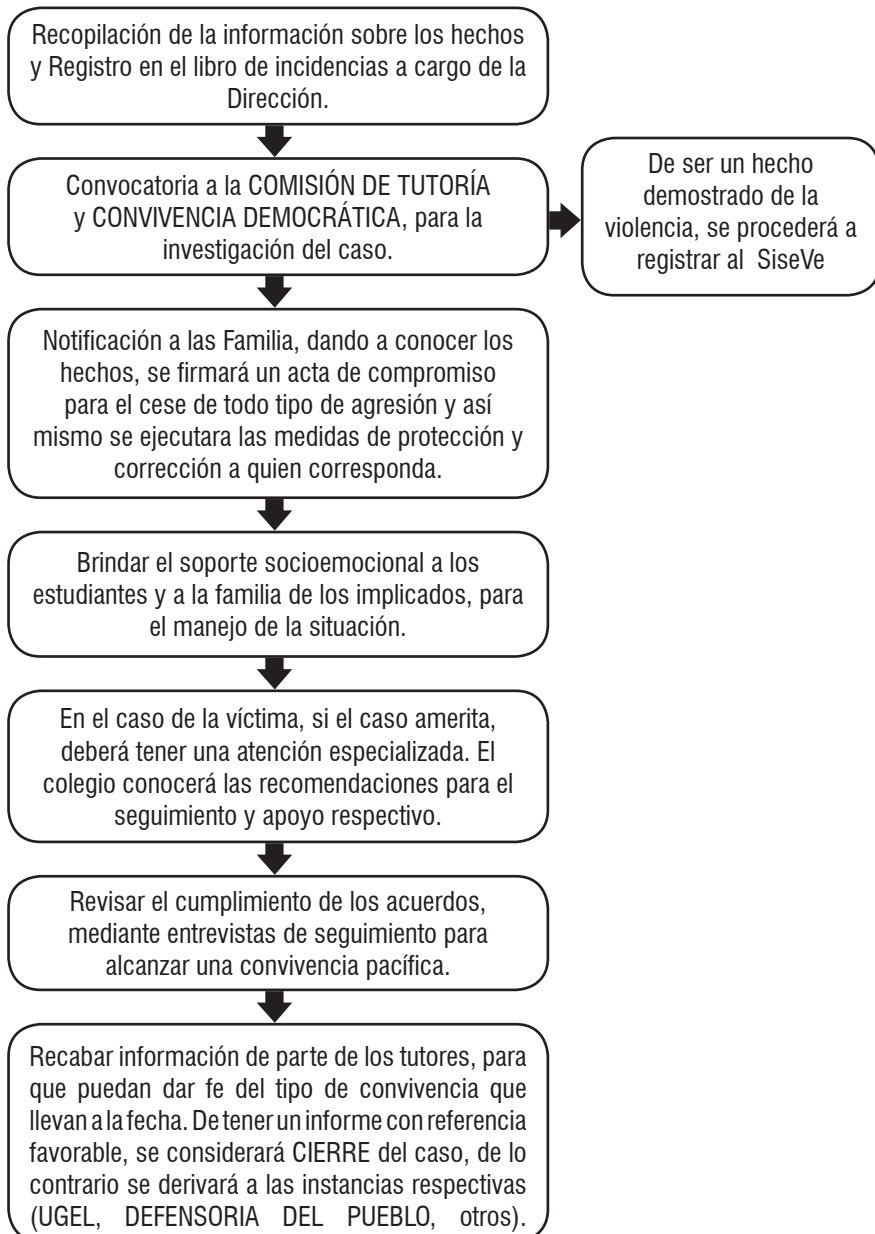 Recopilación de la información sobre los hechos
y Registro en el libro de incidencias a cargo de la
Dirección.
Convocatoria a la COMISIÓN DE TUTORÍA
y CONVIVENCIA DEMOCRÁTICA, para la
investigación del caso.
De ser un hecho
demostrado de la
violencia, se procederá a
registrar al SiseVe
Notificación a las Familia, dando a conocer los
hechos, se firmará un acta de compromiso
para el cese de todo tipo de agresión y así
mismo se ejecutara las medidas de protección y
corrección a quien corresponda.
Brindar el soporte socioemocional a los
estudiantes y a la familia de los implicados, para
el manejo de la situación.
En el caso de la víctima, si el caso amerita,
deberá tener una atención especializada. El
colegio conocerá las recomendaciones para el
seguimiento y apoyo respectivo.
Revisar el cumplimiento de los acuerdos,
mediante entrevistas de seguimiento para
alcanzar una convivencia pacífica.
Recabar información de parte de los tutores, para
que puedan dar fe del tipo de convivencia que
llevan a la fecha. De tener un informe con referencia
favorable, se considerará CIERRE del caso, de lo
contrario se derivará a las instancias respectivas
(UGEL, DEFENSORIA DEL PUEBLO, otros).